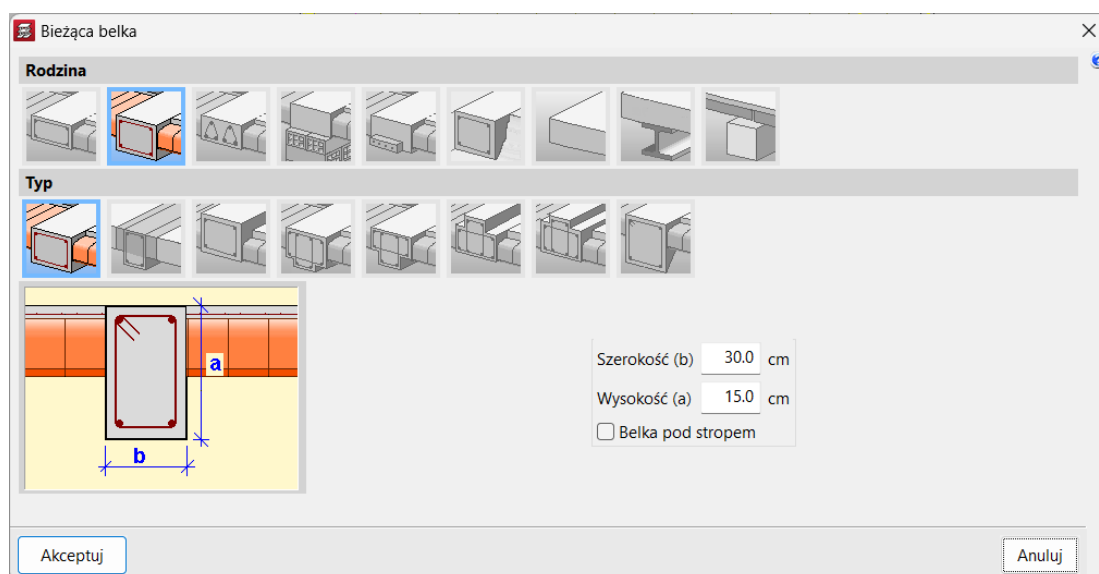 Bieżąca belka
Rodzina
Typ
a
b
Szerokość (b) 30.0 cm
Wysokość (a) 15.0 cm
Belka pod stropem
Akceptuj
Anuluj